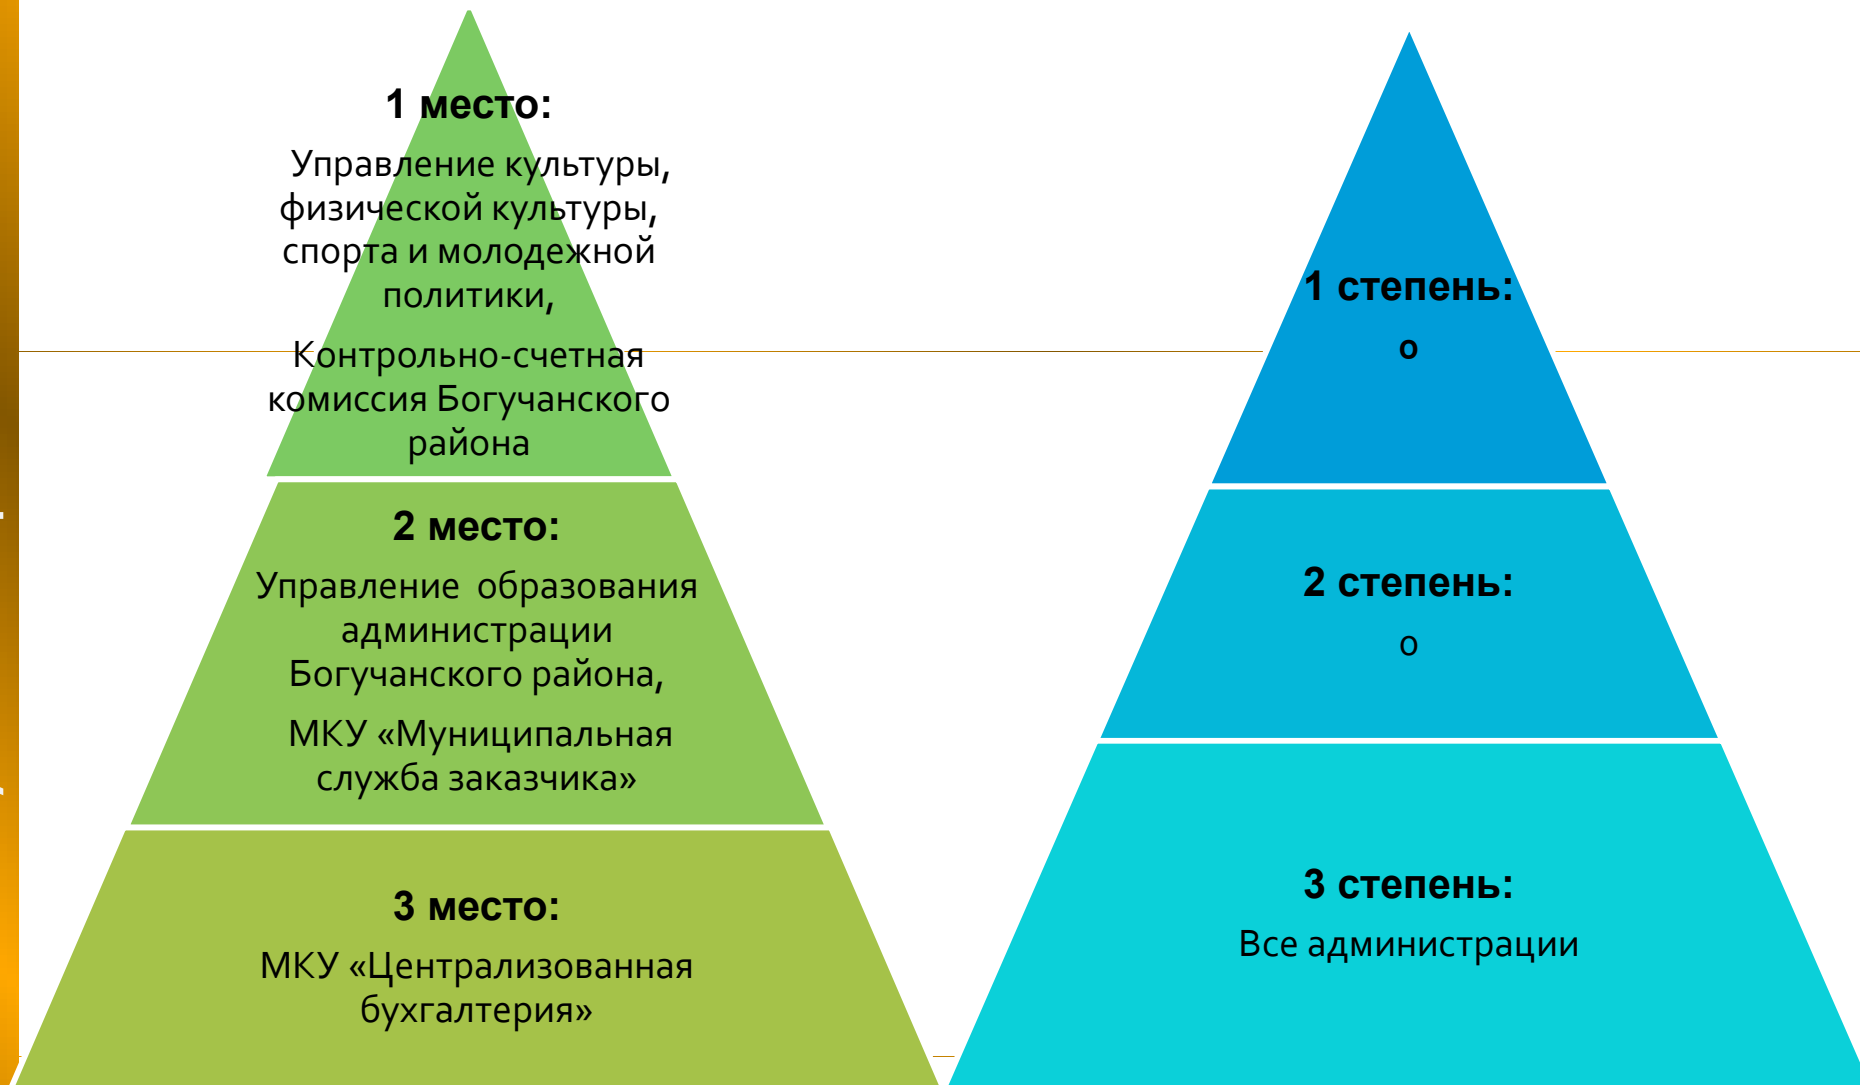 1 место:
Управление культуры,
физической культуры,
спорта и молодежной
политики,
Контрольно-счетная
комиссия Богучанского
района
2 место:
Управление образования
администрации
Богучанского района,
МКУ «Муниципальная
служба заказчика»
3 место:
МКУ «Централизованная
бухгалтерия»
1 степень:
0
2 степень:
0
3 степень:
Все администрации